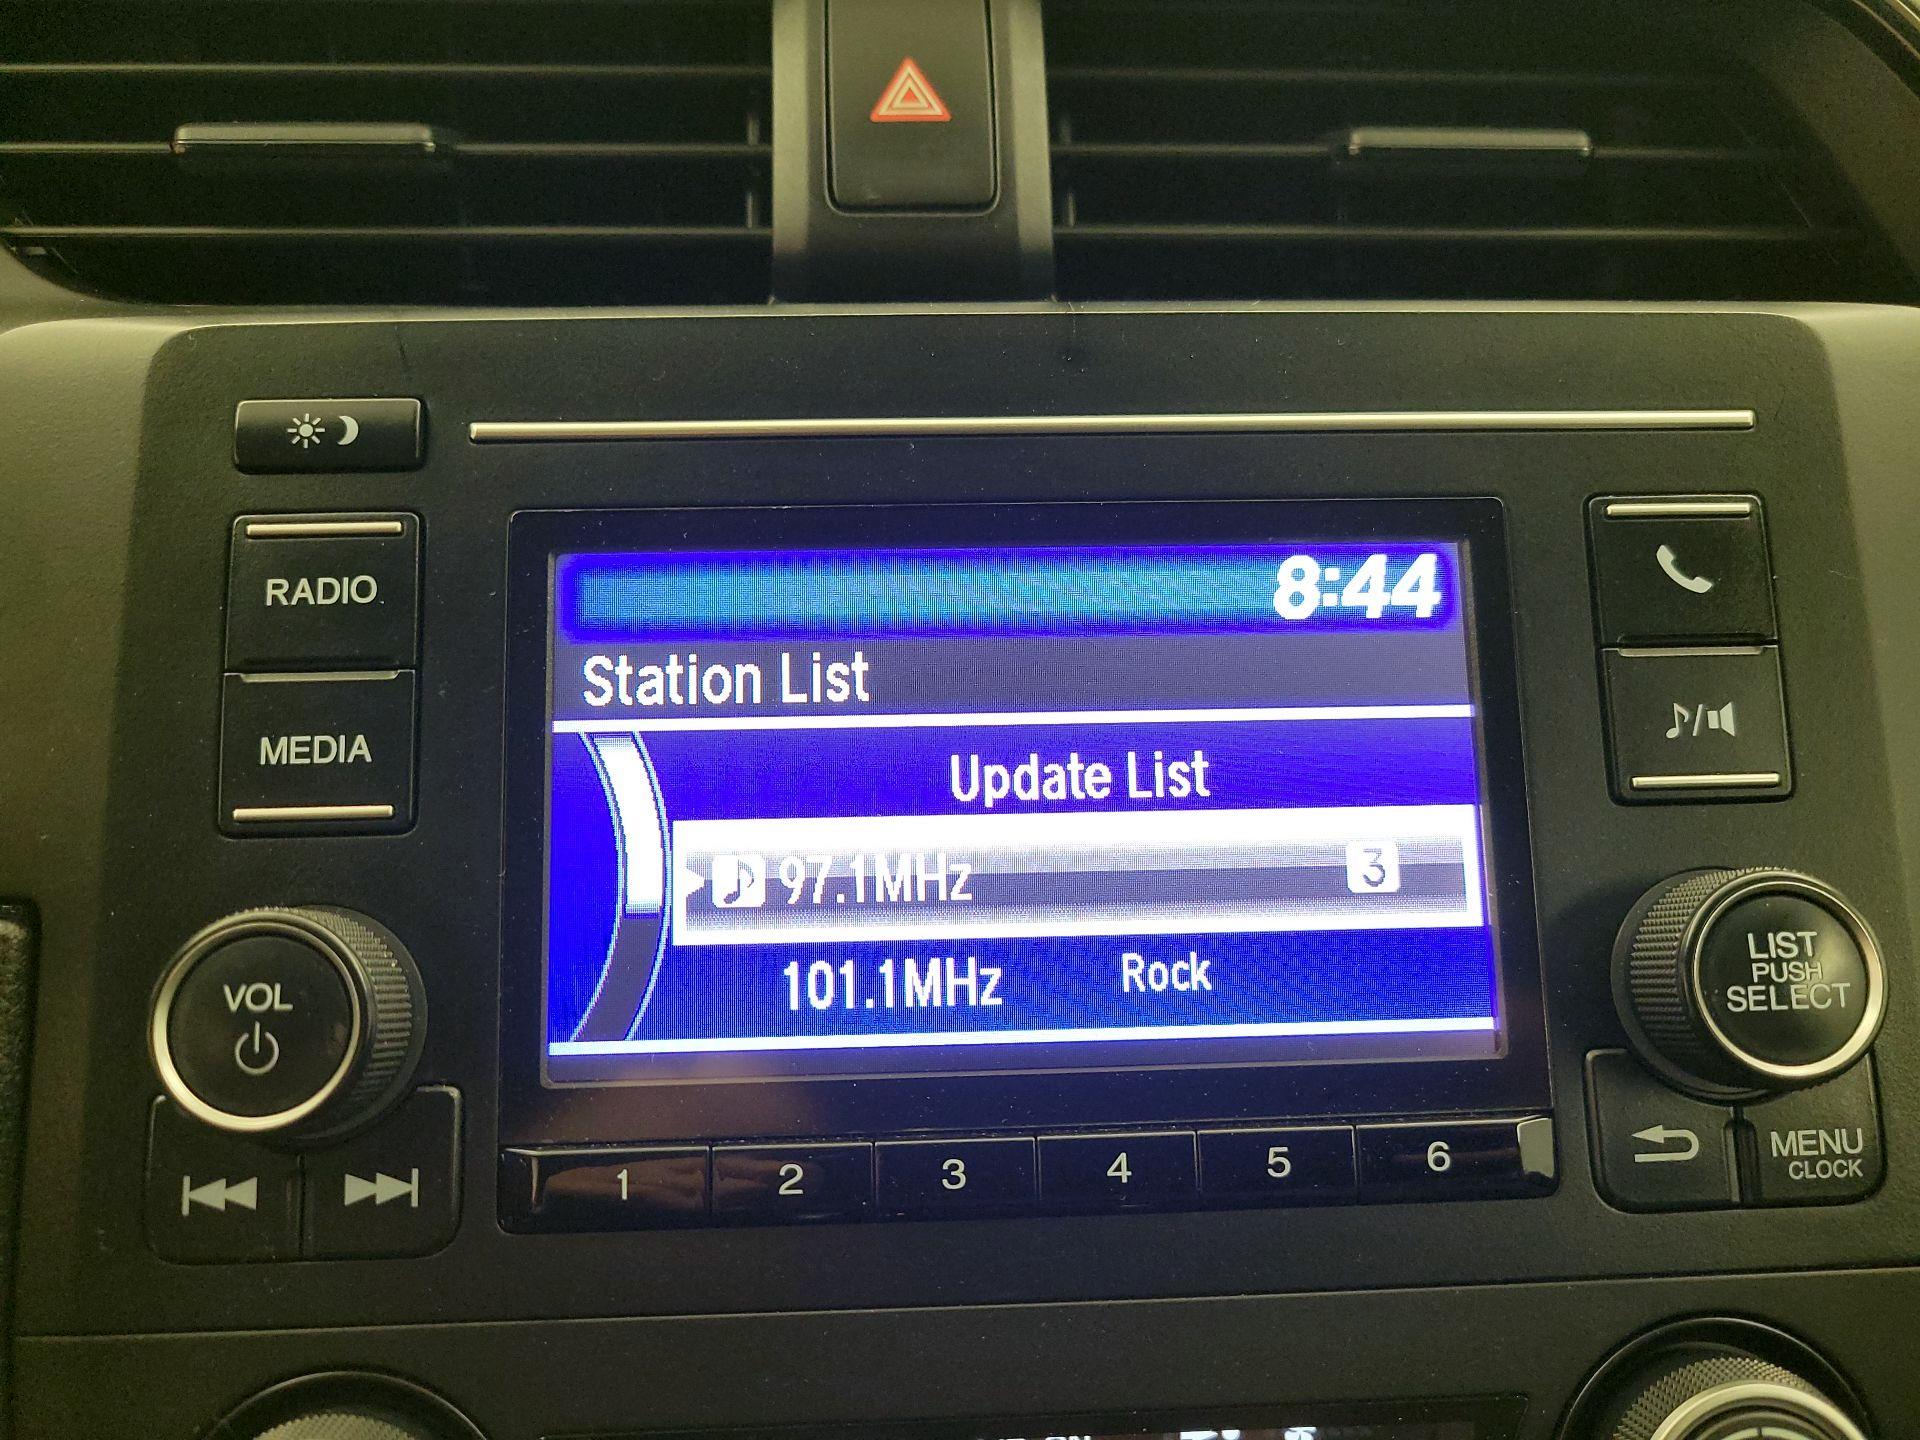 8:44
RADIO
Station List
Update List
MEDIA
97.1MHz 3
101.1MHz Rock
VOL
LIST
PUSH
SELECT
1 2 3 4 5 6
MENU
CLOCK